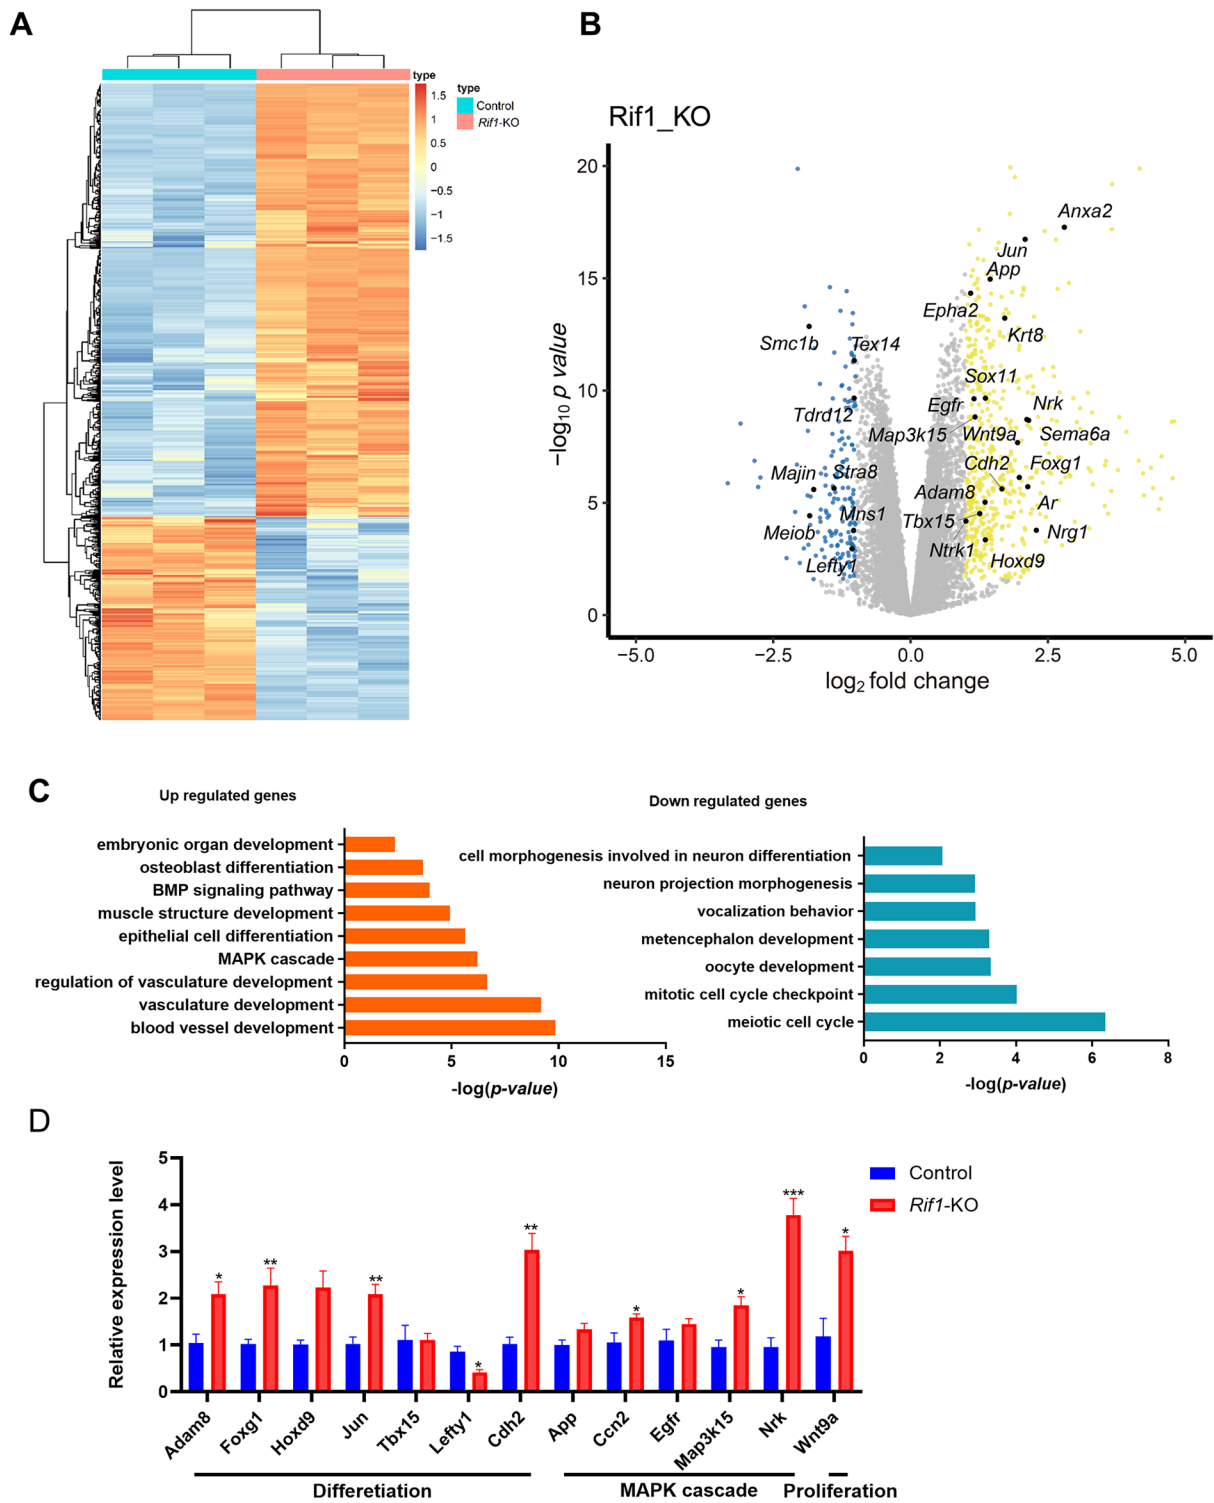 A
type
1.5
1
0.5
0
−0.5
−1
−1.5
type
Control
Rif1-KO
B
Rif1_KO
20
15
10
5
0
−log10 p value
Anxa2
Jun
App
Epha2
Krt8
Smc1b
Tex14
Sox11
Tdrd12
Egfr
Nrk
Map3k15
Wnt9a
Sema6a
Majin
Stra8
Cdh2
Foxg1
Adam8
Ar
Meiob
Mns1
Tbx15
Nrg1
Lefty1
Ntrk1
Hoxd9
−5.0
−2.5
0.0
2.5
5.0
log2 fold change
C
Up regulated genes
embryonic organ development
osteoblast differentiation
BMP signaling pathway
muscle structure development
epithelial cell differentiation
MAPK cascade
regulation of vasculature development
vasculature development
blood vessel development
0
5
10
15
-log(p-value)
Down regulated genes
cell morphogenesis involved in neuron differentiation
neuron projection morphogenesis
vocalization behavior
metencephalon development
oocyte development
mitotic cell cycle checkpoint
meiotic cell cycle
0
2
4
6
8
-log(p-value)
D
Relative expression level
5
4
3
2
1
0
*
**
**
*
**
*
*
***
*
Control
Rif1-KO
Adam8
Foxg1
Hoxd9
Jun
Tbx15
Lefty1
Cdh2
App
Ccn2
Egfr
Map3k15
Nrk
Wnt9a
Differetiation
MAPK cascade
Proliferation